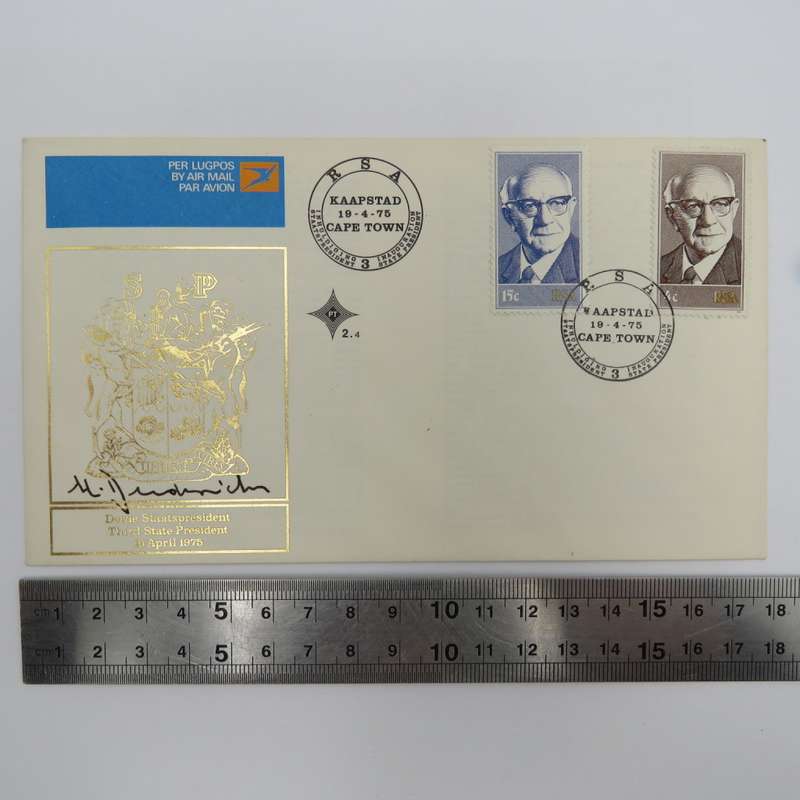 PER LUGPOS
BY AIR MAIL
PAR AVION
R S A
KAAPSTAD
19-4-75
CAPE TOWN
INHULDIGING STAATSPRESIDENT
3
INAUGURATION STATE PRESIDENT
15c RSA
RSA
R S A
KAAPSTAD
19-4-75
CAPE TOWN
INHULDIGING STAATSPRESIDENT
3
INAUGURATION STATE PRESIDENT
PT
2.4
S P
Derde Staatspresident
Third State President
April 1975
cm 1 2 3 4 5 6 7 8 9 10 11 12 13 14 15 16 17 18
cm 1 2 3 4 5 6 7 8 9 10 11 12 13 14 15 16 17 18